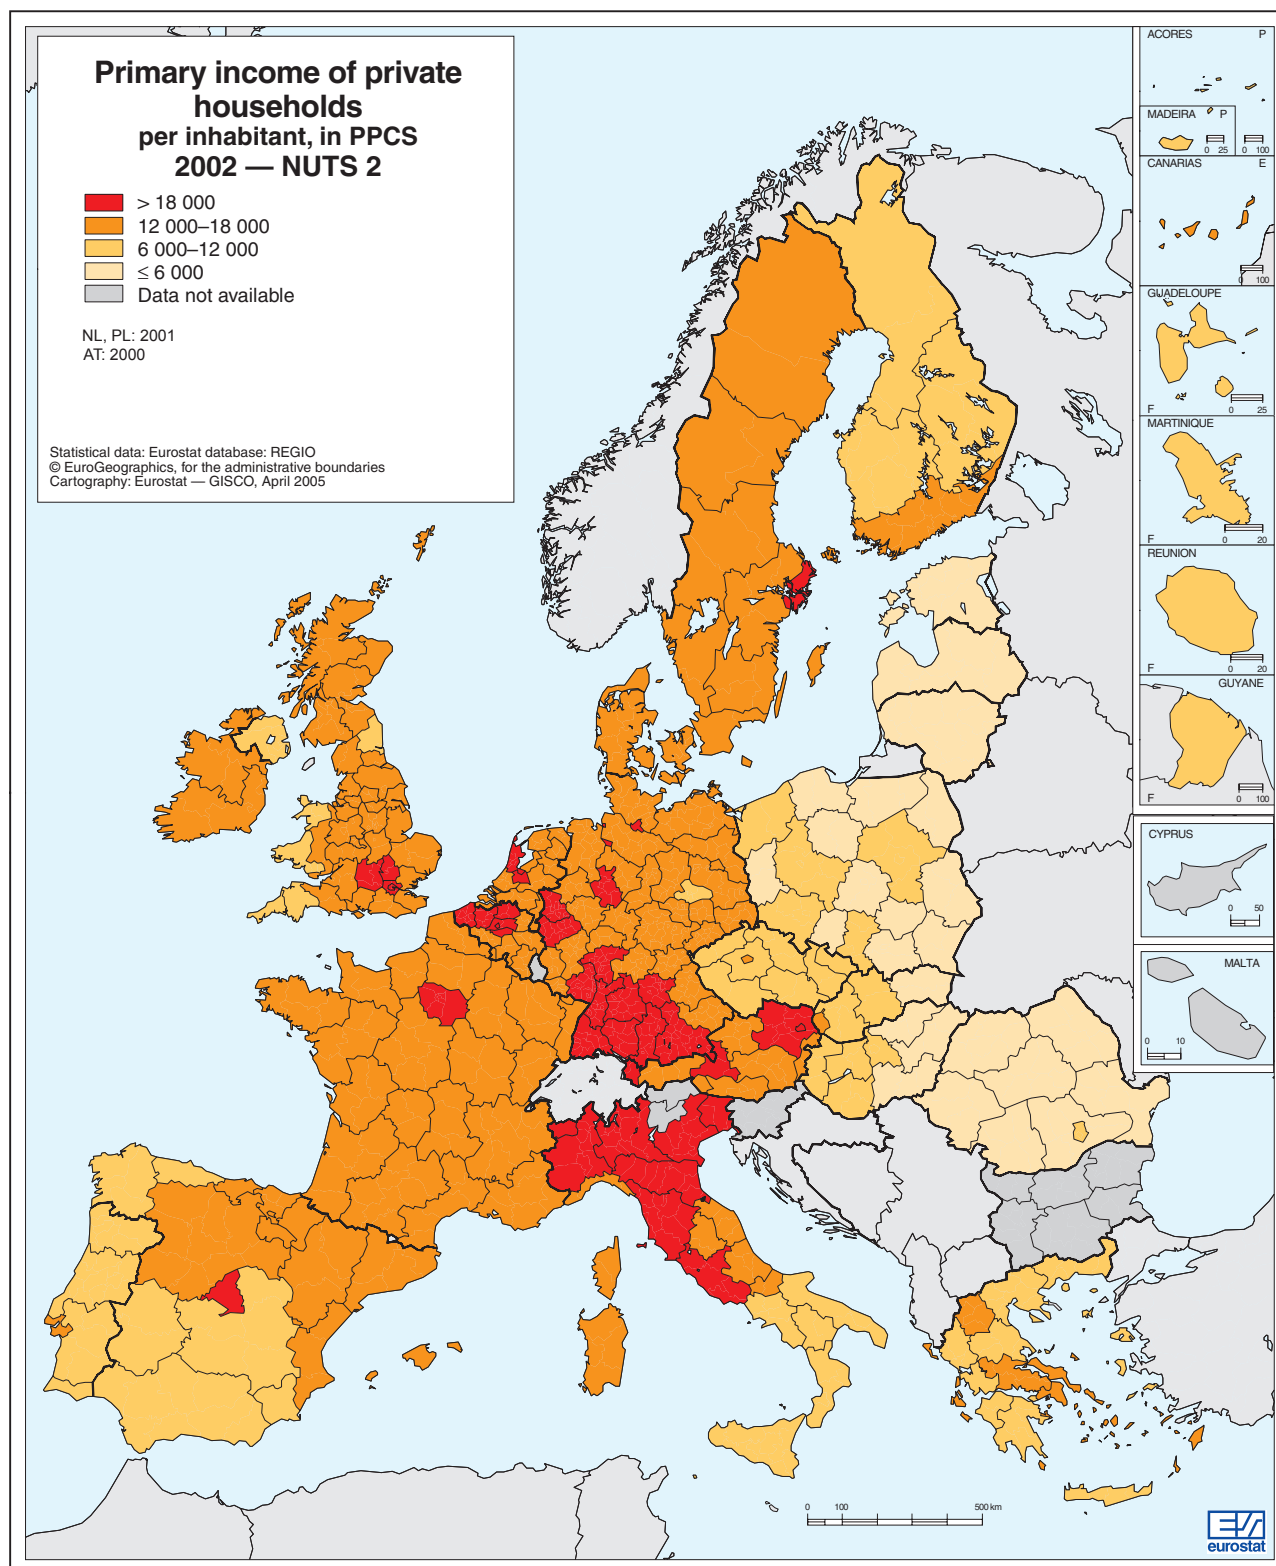 Primary income of private
households
per inhabitant, in PPCS
2002 — NUTS 2
> 18 000
12 000–18 000
6 000–12 000
≤ 6 000
Data not available
NL, PL: 2001
AT: 2000
Statistical data: Eurostat database: REGIO
© EuroGeographics, for the administrative boundaries
Cartography: Eurostat — GISCO, April 2005
ACORES P
0 100
MADEIRA P
0 25
CANARIAS E
0 100
GUADELOUPE
F
0 25
MARTINIQUE
F
0 20
REUNION
F
0 20
GUYANE
F
0 100
CYPRUS
0 50
MALTA
0 10
0 100 500 km
eurostat